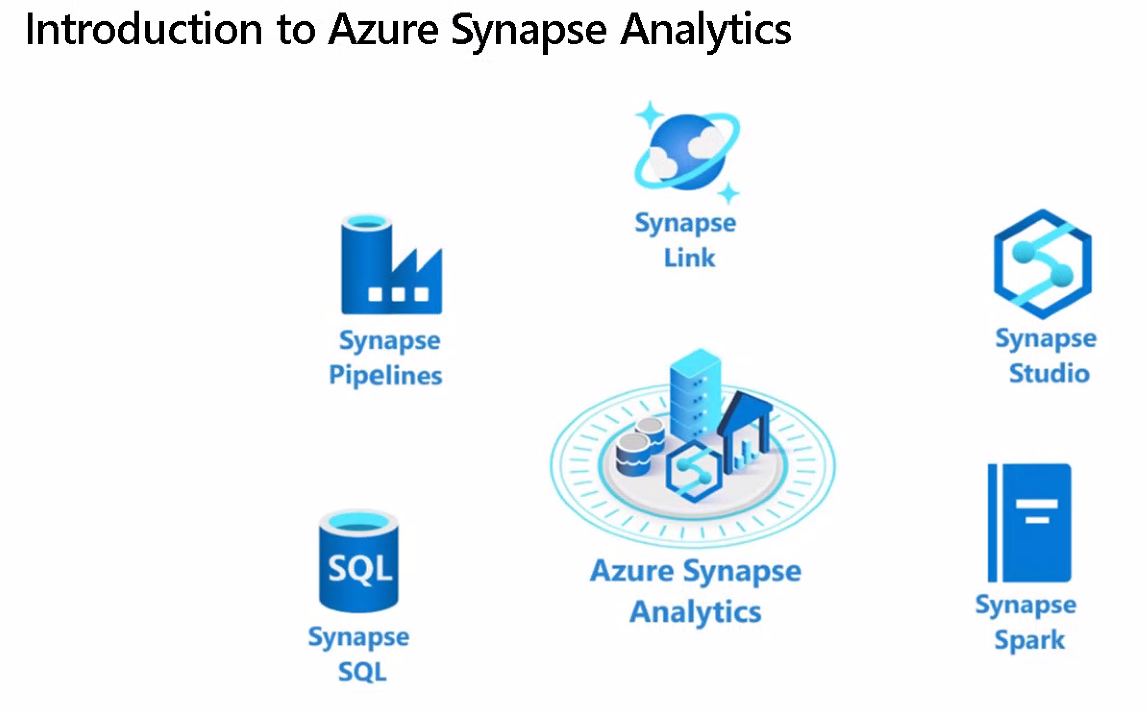 Introduction to Azure Synapse Analytics
Synapse
Link
Synapse
Pipelines
Synapse
Studio
Azure Synapse
Analytics
SQL
Synapse
SQL
Synapse
Spark